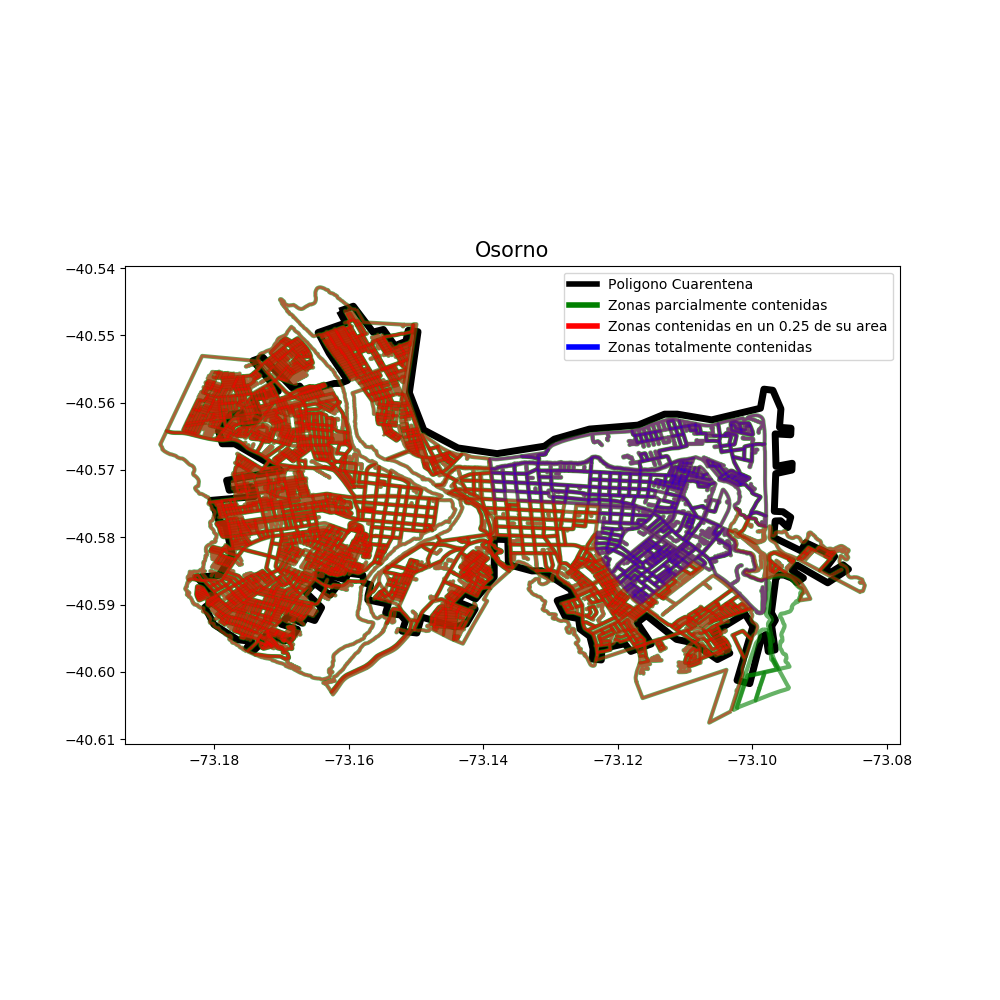 Osorno
Poligono Cuarentena
Zonas parcialmente contenidas
Zonas contenidas en un 0.25 de su area
Zonas totalmente contenidas
−40.54
−40.55
−40.56
−40.57
−40.58
−40.59
−40.60
−40.61
−73.18 −73.16 −73.14 −73.12 −73.10 −73.08